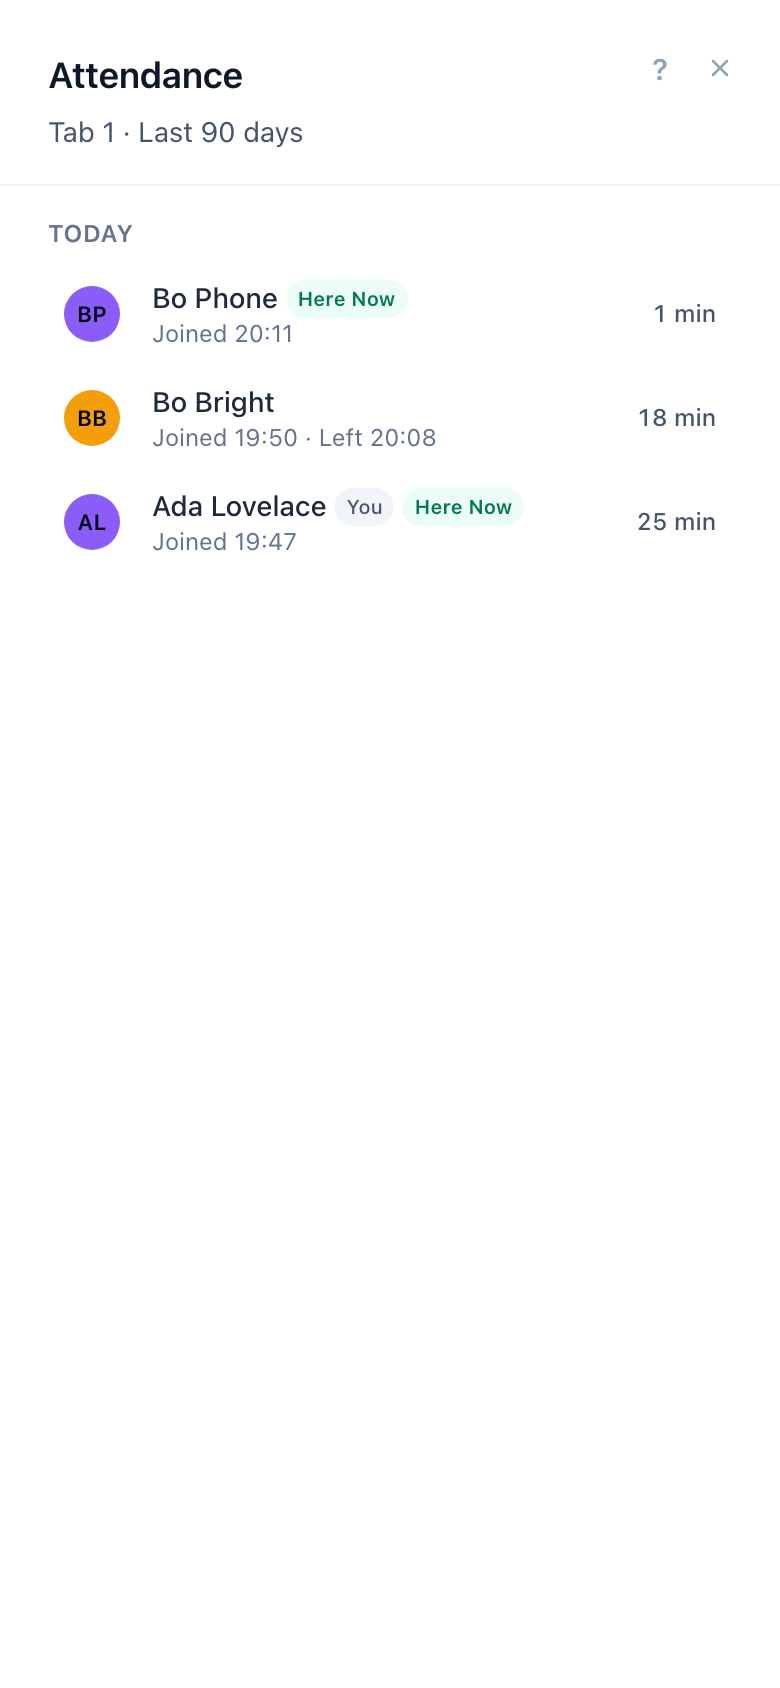 Attendance
?
Tab 1 · Last 90 days
TODAY
BP
Bo Phone Here Now
Joined 20:11
1 min
BB
Bo Bright
Joined 19:50 · Left 20:08
18 min
AL
Ada Lovelace You Here Now
Joined 19:47
25 min